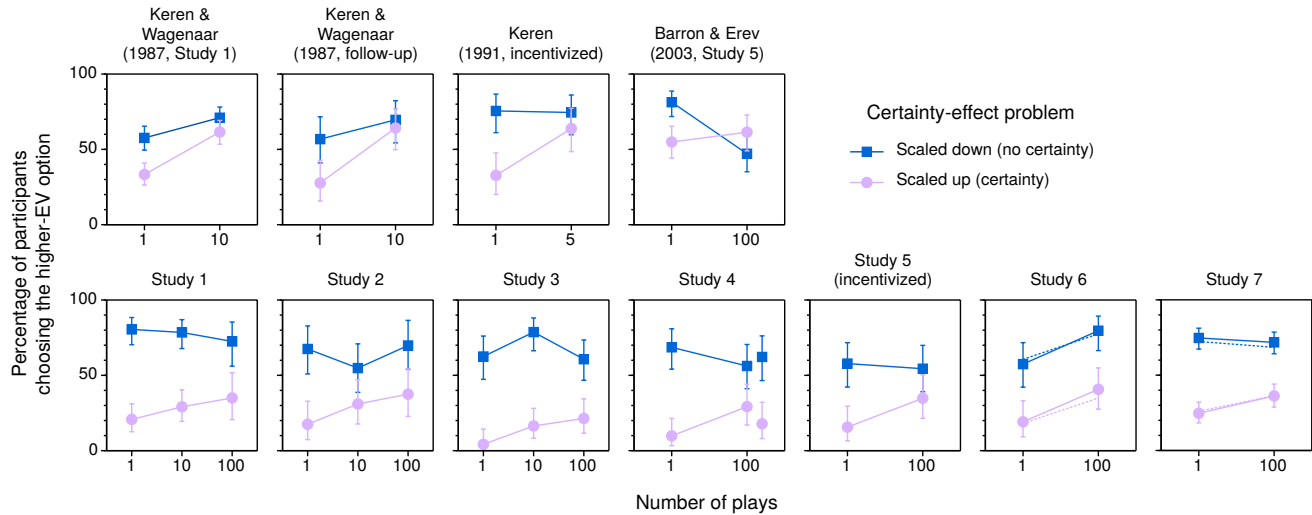 Keren &
Wagenaar
(1987, Study 1)
Keren &
Wagenaar
(1987, follow-up)
Keren
(1991, incentivized)
Barron & Erev
(2003, Study 5)
100
50
0
1
10
1
10
1
5
1
100
Certainty-effect problem
Scaled down (no certainty)
Scaled up (certainty)
Percentage of participants
choosing the higher-EV option
Study 1
Study 2
Study 3
Study 4
Study 5
(incentivized)
Study 6
Study 7
100
50
0
1
10
100
1
10
100
1
10
100
1
100
1
100
1
100
1
100
Number of plays